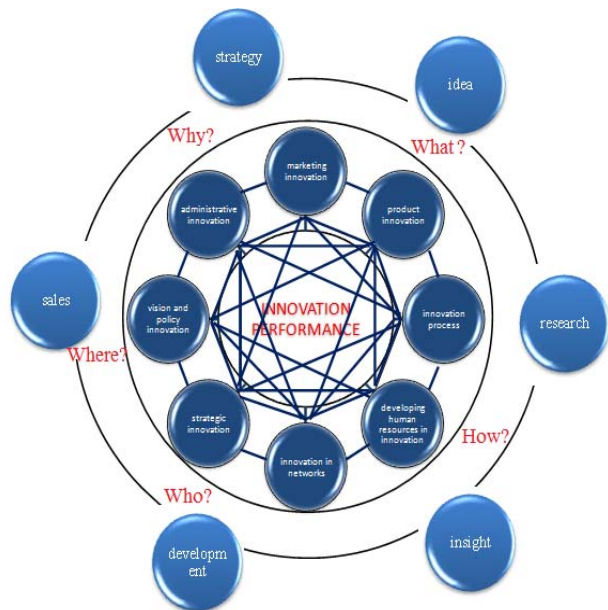 strategy
idea
Why?
What ?
marketing
innovation
administrative
innovation
product
innovation
sales
vision and
policy
innovation
INNOVATION
PERFORMANCE
innovation
process
research
Where?
strategic
innovation
developing
human
resources in
innovation
innovation in
networks
How?
Who?
developm
ent
insight